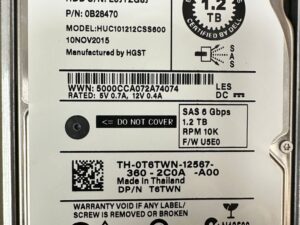 P/N: 0B28470
MODEL:HUC101212CSS600
10NOV2015
Manufactured by HGST
1.2
TB
CERTIFIED BY DELL
SAS
WWN: 5000CCA072A74074
LES
RATED: 5V 0.7A, 12V 0.4A
DC
<== DO NOT COVER
SAS 6 Gbps
1.2 TB
RPM 10K
F/W U5E0
TH-0T6TWN-12567-
360-2C0A -A00
Made in Thailand
DP/N T6TWN
WARRANTY VOID IF ANY
/ SCREW IS REMOVED OR